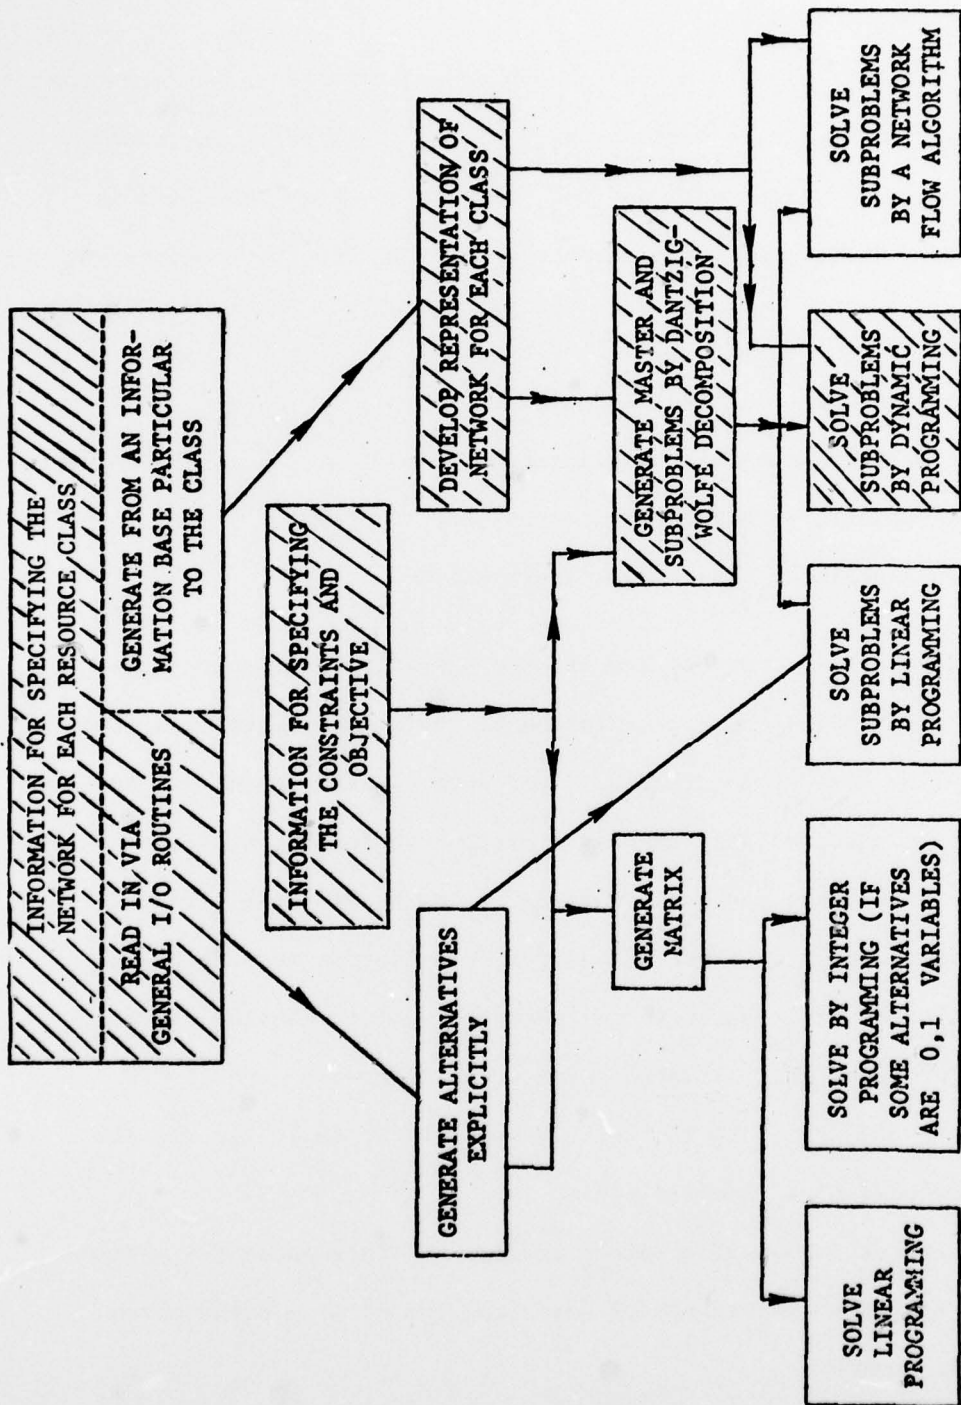 INFORMATION FOR SPECIFYING THE
NETWORK FOR EACH RESOURCE CLASS
READ IN VIA
GENERAL I/O ROUTINES
GENERATE FROM AN INFOR-
MATION BASE PARTICULAR
TO THE CLASS
INFORMATION FOR SPECIFYING
THE CONSTRAINTS AND
OBJECTIVE
GENERATE ALTERNATIVES
EXPLICITLY
DEVELOP REPRESENTATION OF
NETWORK FOR EACH CLASS
GENERATE
MATRIX
GENERATE MASTER AND
SUBPROBLEMS BY DANTZIG-
WOLFE DECOMPOSITION
SOLVE
LINEAR
PROGRAMMING
SOLVE BY INTEGER
PROGRAMMING (IF
SOME ALTERNATIVES
ARE 0,1 VARIABLES)
SOLVE
SUBPROBLEMS
BY LINEAR
PROGRAMMING
SOLVE
SUBPROBLEMS
BY DYNAMIC
PROGRAMMING
SOLVE
SUBPROBLEMS
BY A NETWORK
FLOW ALGORITHM